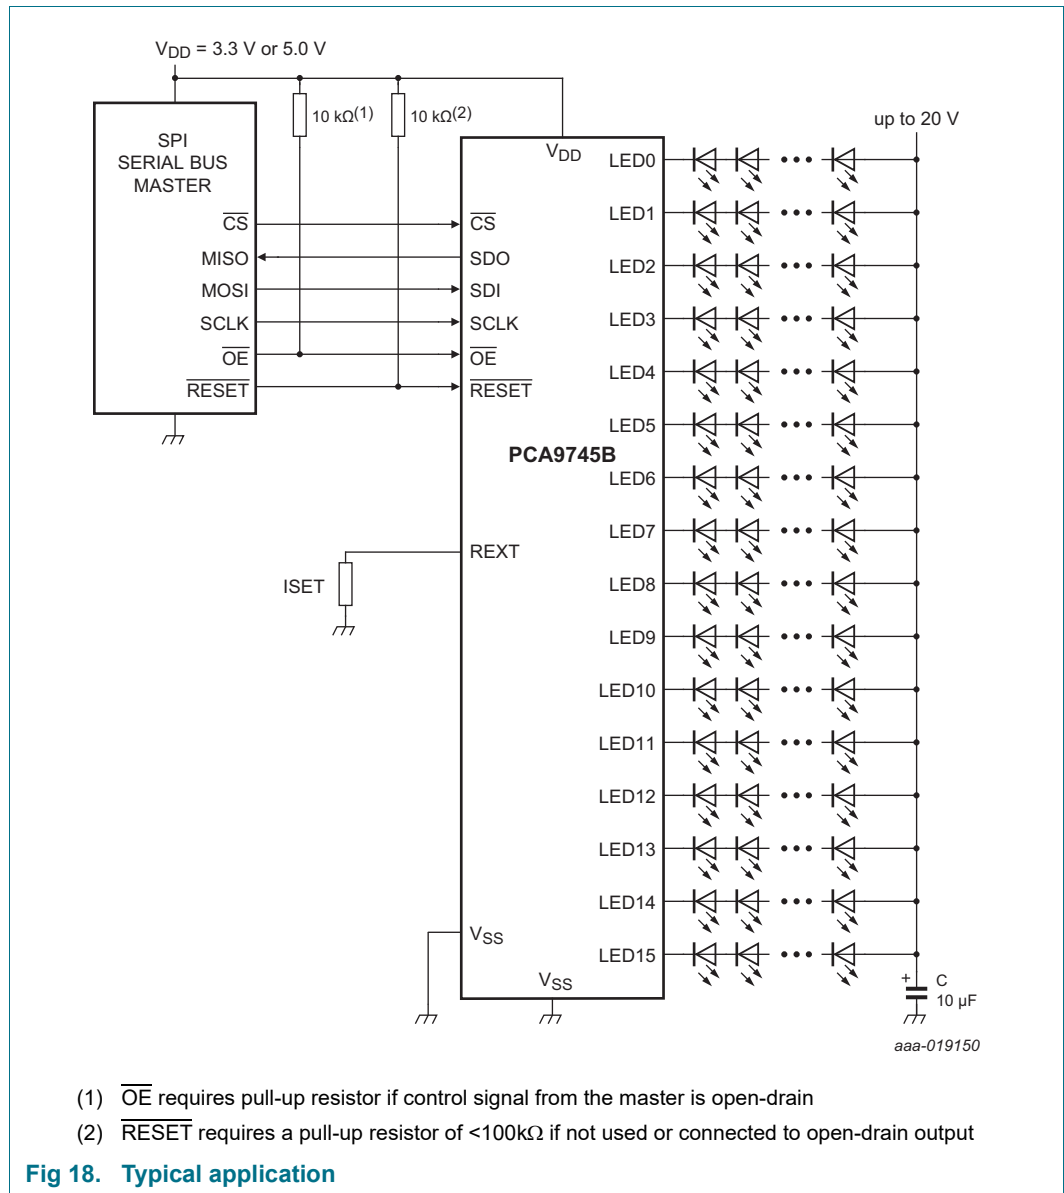 VDD = 3.3 V or 5.0 V
10 kΩ(1)
10 kΩ(2)
up to 20 V
SPI
SERIAL BUS
MASTER
CS
MISO
MOSI
SCLK
OE
RESET
VDD
CS
SDO
SDI
SCLK
OE
RESET
PCA9745B
REXT
ISET
VSS
VSS
LED0
LED1
LED2
LED3
LED4
LED5
LED6
LED7
LED8
LED9
LED10
LED11
LED12
LED13
LED14
LED15
+
C
10 μF
aaa-019150
(1) OE requires pull-up resistor if control signal from the master is open-drain
(2) RESET requires a pull-up resistor of <100kΩ if not used or connected to open-drain output
Fig 18. Typical application